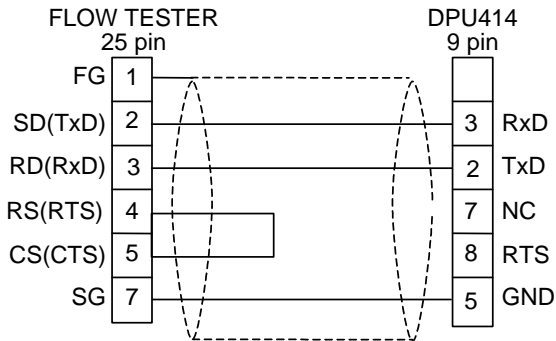 FLOW TESTER DPU414
25 pin 9 pin
FG 1
SD(TxD) 2 3 RxD
RD(RxD) 3 2 TxD
RS(RTS) 4 7 NC
CS(CTS) 5 8 RTS
SG 7 5 GND